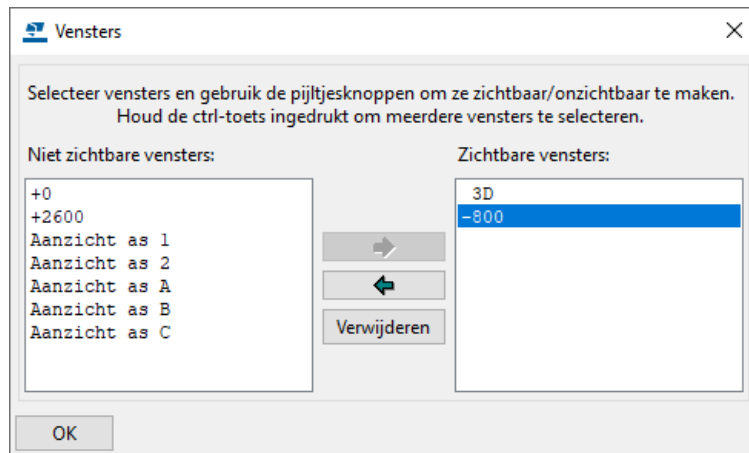 Vensters
Selecteer vensters en gebruik de pijltjesknoppen om ze zichtbaar/onzichtbaar te maken.
Houd de ctrl-toets ingedrukt om meerdere vensters te selecteren.
Niet zichtbare vensters:
+0
+2600
Aanzicht as 1
Aanzicht as 2
Aanzicht as A
Aanzicht as B
Aanzicht as C
Verwijderen
Zichtbare vensters:
3D
-800
OK